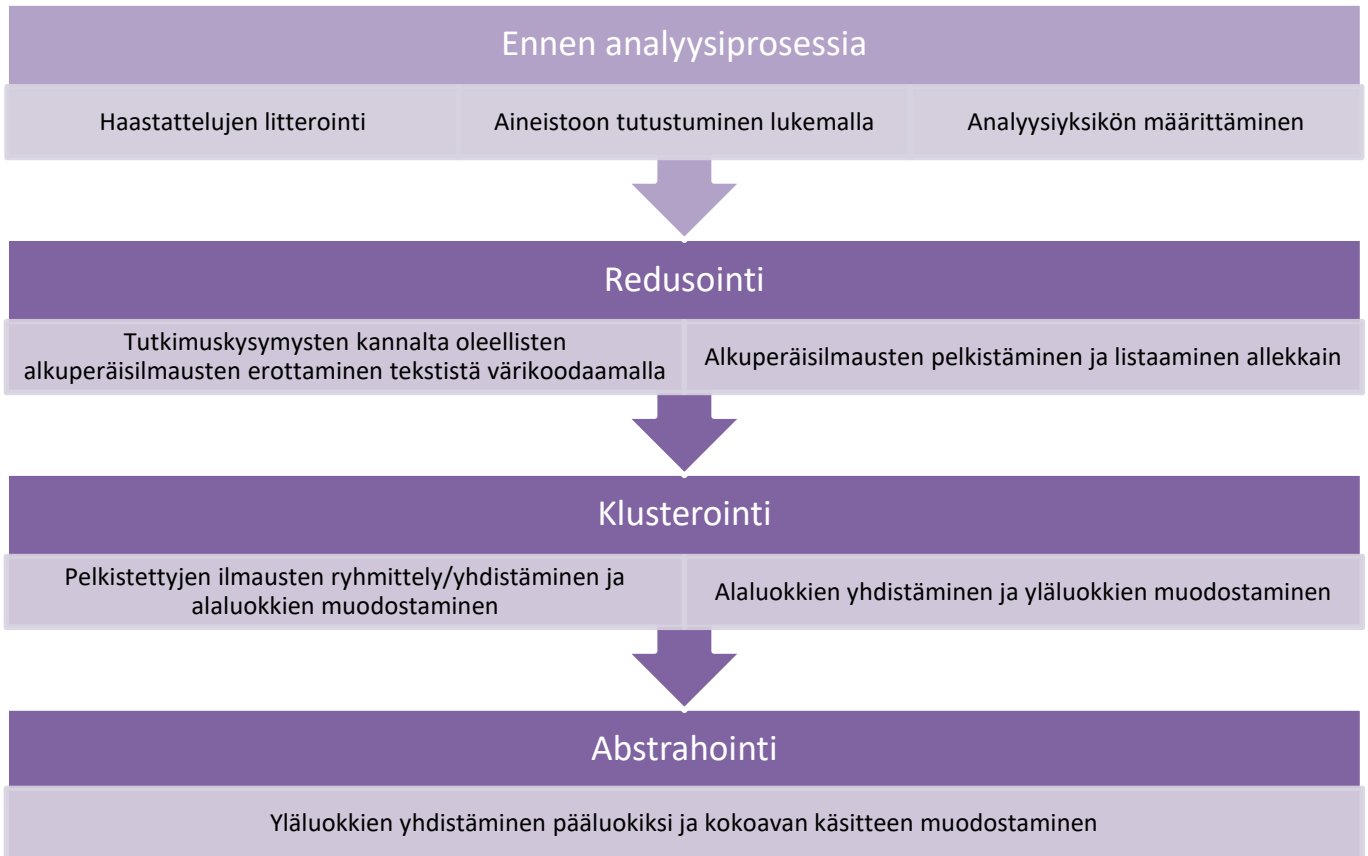 Ennen analyysiprosessia
Haastattelujen litterointi
Aineistoon tutustuminen lukemalla
Analyysiyksikön määrittäminen
Redusointi
Tutkimuskysymysten kannalta oleellisten
alkuperäisilmausten erottaminen tekstistä värikoodaamalla
Alkuperäisilmausten pelkistäminen ja listaaminen allekkain
Klusterointi
Pelkistettyjen ilmausten ryhmittely/yhdistäminen ja
alaluokkien muodostaminen
Alaluokkien yhdistäminen ja yläluokkien muodostaminen
Abstrahointi
Yläluokkien yhdistäminen pääluokiksi ja kokoavan käsitteen muodostaminen